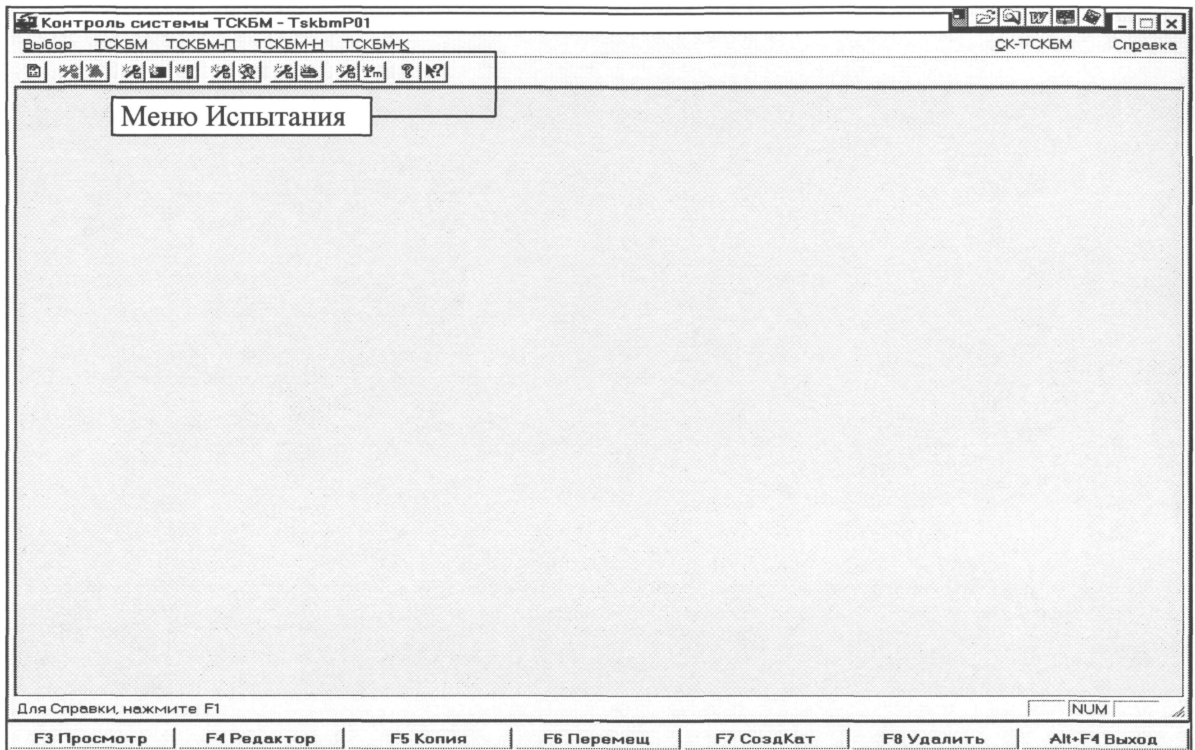 Контроль системы ТСКБМ - TskbmP01
Выбор ТСКБМ ТСКБМ-П ТСКБМ-Н ТСКБМ-К СК-ТСКБМ Справка
Меню Испытания
Для Справки, нажмите F1
NUM
F3 Просмотр F4 Редактор F5 Копия F6 Перемещ F7 СоздКат F8 Удалить Alt+F4 Выход